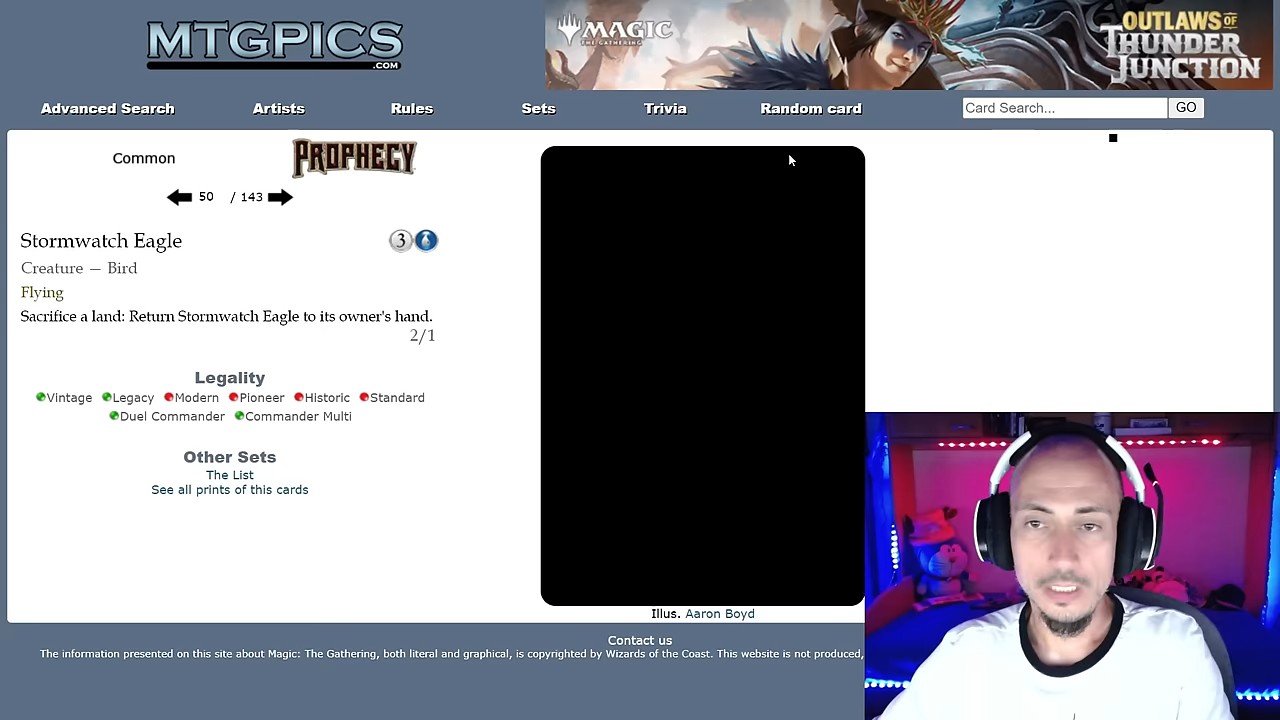 MTGPICS
.COM
MAGIC
THE GATHERING
OUTLAWS OF
THUNDER
JUNCTION
Advanced Search Artists Rules Sets Trivia Random card Card Search... GO
Common PROPHECY
50 / 143
Stormwatch Eagle 3
Creature — Bird
Flying
Sacrifice a land: Return Stormwatch Eagle to its owner's hand.
2/1
Legality
Vintage Legacy Modern Pioneer Historic Standard
Duel Commander Commander Multi
Other Sets
The List
See all prints of this cards
Illus. Aaron Boyd
Contact us
The information presented on this site about Magic: The Gathering, both literal and graphical, is copyrighted by Wizards of the Coast. This website is not produced,